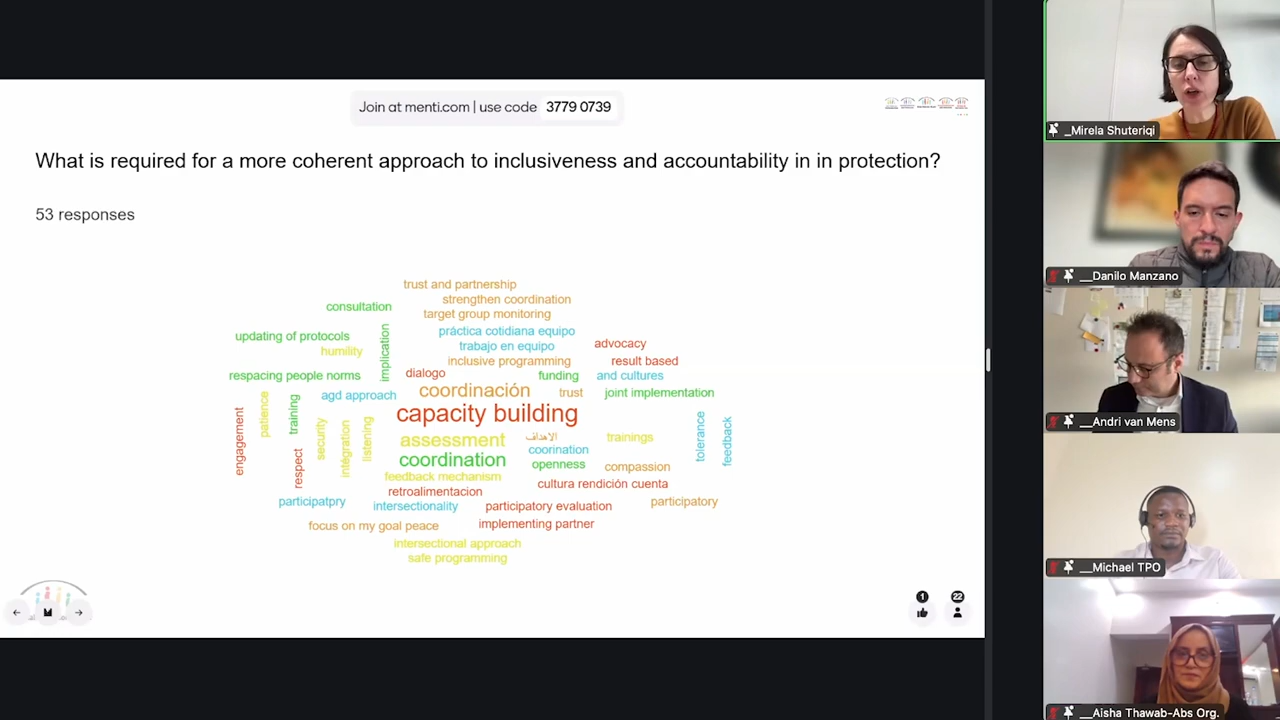 Join at menti.com | use code 3779 0739
What is required for a more coherent approach to inclusiveness and accountability in in protection?
53 responses
trust and partnership
strengthen coordination
consultation
target group monitoring
práctica cotidiana equipo
updating of protocols
implication
trabajo en equipo
advocacy
humility
inclusive programming
result based
respacing people norms
dialogo
funding
and cultures
agd approach
coordinación
trust
joint implementation
capacity building
engagement
patience
training
security
intégration
listening
assessment
الاهداف
trainings
tolerance
feedback
coordination
coorination
openness
compassion
respect
feedback mechanism
cultura rendición cuenta
retroalimentacion
participatpry
intersectionality
participatory evaluation
participatory
focus on my goal peace
implementing partner
intersectional approach
safe programming
1
22
_Mirela Shuteriqi
__Danilo Manzano
__Andri van Mens
__Michael TPO
__Aisha Thawab-Abs Org.